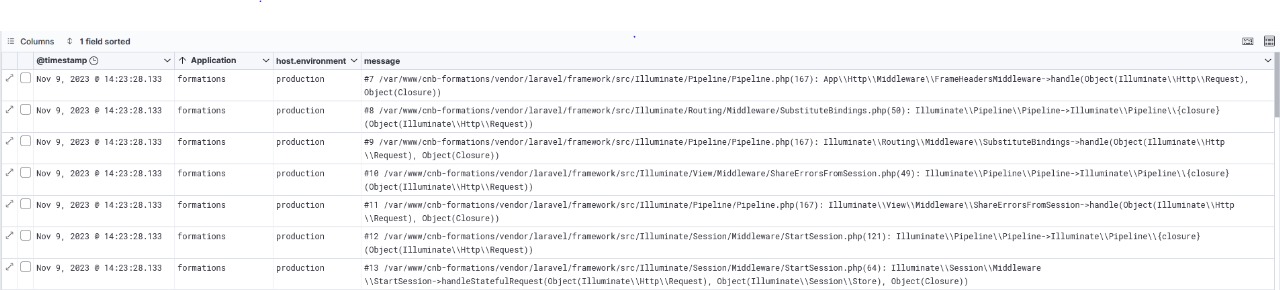 Columns 1 field sorted
@timestamp Application host.environment message
Nov 9, 2023 @ 14:23:28.133 formations production #7 /var/www/cnb-formations/vendor/laravel/framework/src/Illuminate/Pipeline/Pipeline.php(167): App\\Http\\Middleware\\FrameHeadersMiddleware->handle(Object(Illuminate\\Http\\Request),
Object(Closure))
Nov 9, 2023 @ 14:23:28.133 formations production #8 /var/www/cnb-formations/vendor/laravel/framework/src/Illuminate/Routing/Middleware/SubstituteBindings.php(50): Illuminate\\Pipeline\\Pipeline->Illuminate\\Pipeline\\{closure}
(Object(Illuminate\\Http\\Request))
Nov 9, 2023 @ 14:23:28.133 formations production #9 /var/www/cnb-formations/vendor/laravel/framework/src/Illuminate/Pipeline/Pipeline.php(167): Illuminate\\Routing\\Middleware\\SubstituteBindings->handle(Object(Illuminate\\Http
\\Request), Object(Closure))
Nov 9, 2023 @ 14:23:28.133 formations production #10 /var/www/cnb-formations/vendor/laravel/framework/src/Illuminate/View/Middleware/ShareErrorsFromSession.php(49): Illuminate\\Pipeline\\Pipeline->Illuminate\\Pipeline\\{closure}
(Object(Illuminate\\Http\\Request))
Nov 9, 2023 @ 14:23:28.133 formations production #11 /var/www/cnb-formations/vendor/laravel/framework/src/Illuminate/Pipeline/Pipeline.php(167): Illuminate\\View\\Middleware\\ShareErrorsFromSession->handle(Object(Illuminate\\Http
\\Request), Object(Closure))
Nov 9, 2023 @ 14:23:28.133 formations production #12 /var/www/cnb-formations/vendor/laravel/framework/src/Illuminate/Session/Middleware/StartSession.php(121): Illuminate\\Pipeline\\Pipeline->Illuminate\\Pipeline\\{closure}
(Object(Illuminate\\Http\\Request))
Nov 9, 2023 @ 14:23:28.133 formations production #13 /var/www/cnb-formations/vendor/laravel/framework/src/Illuminate/Session/Middleware/StartSession.php(64): Illuminate\\Session\\Middleware
\\StartSession->handleStatefulRequest(Object(Illuminate\\Http\\Request), Object(Illuminate\\Session\\Store), Object(Closure))